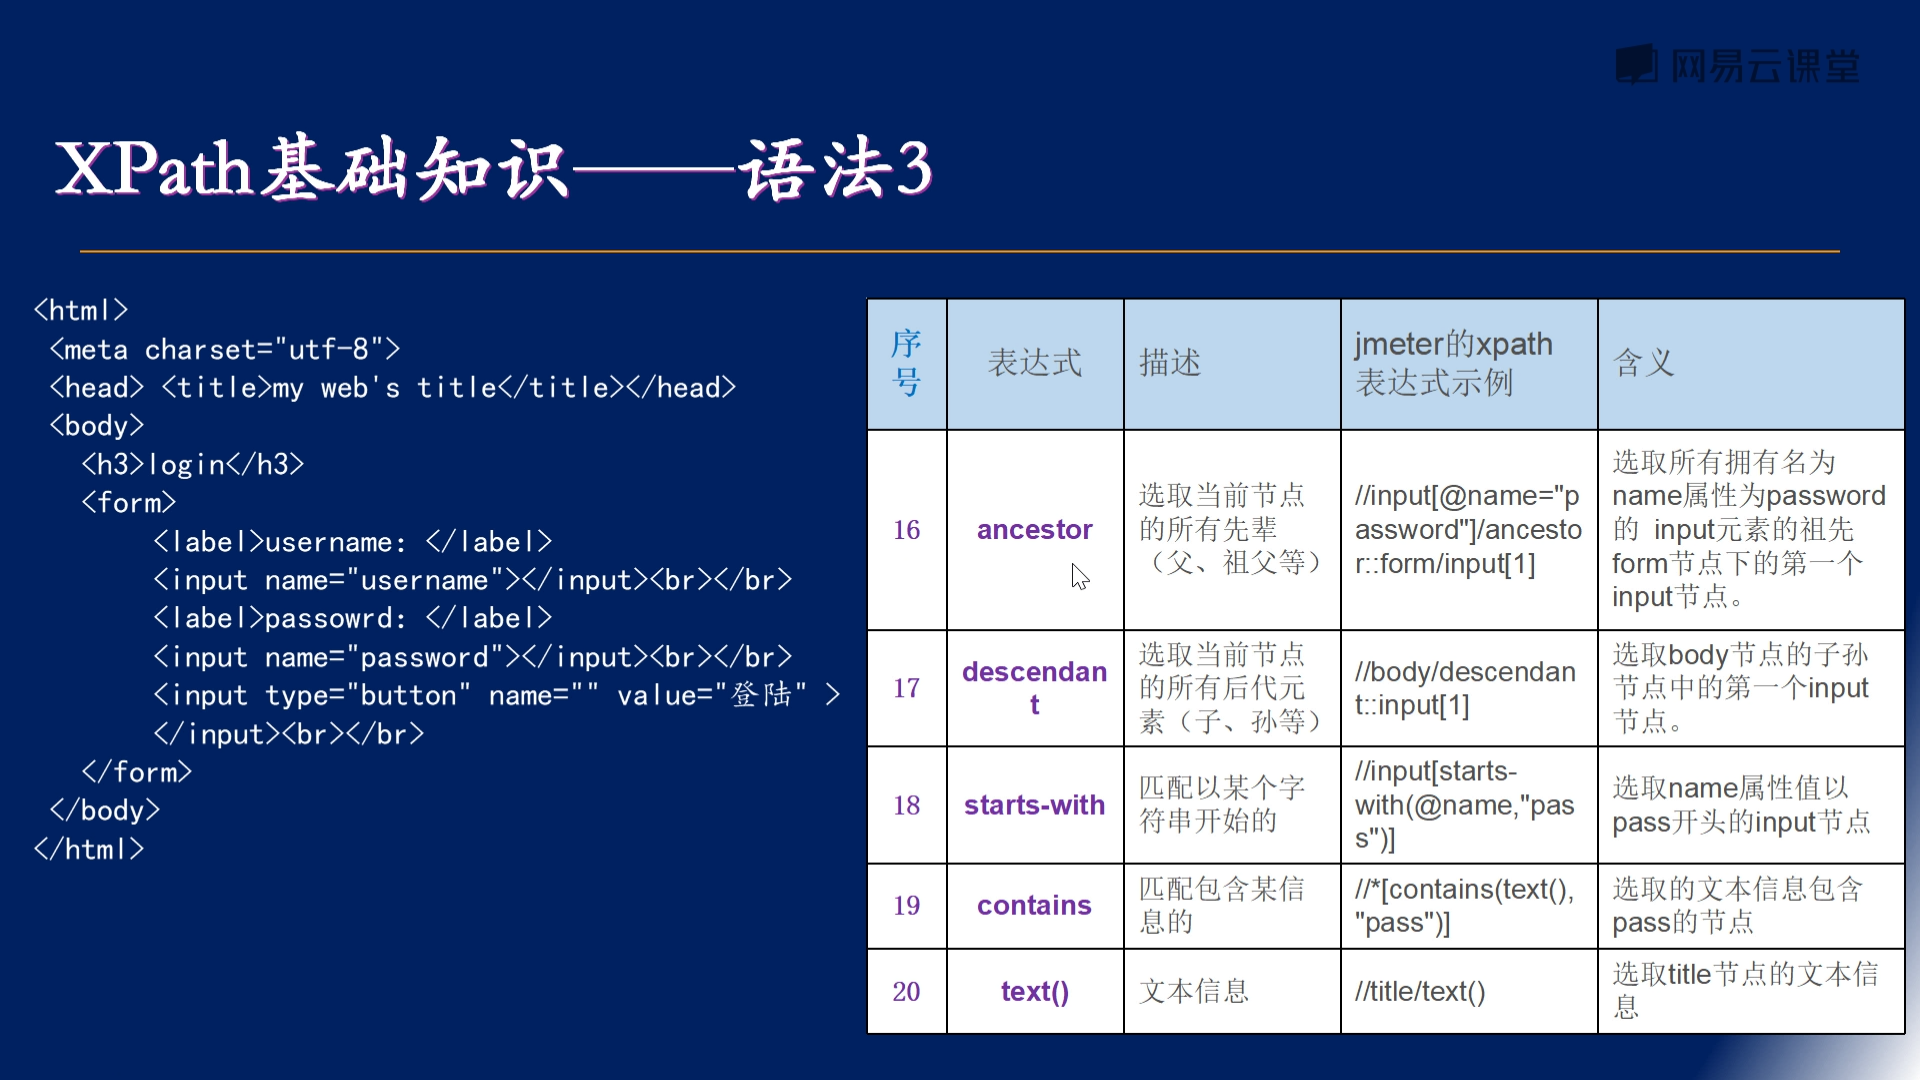 网易云课堂
XPath基础知识——语法3
<html>
<meta charset="utf-8">
<head> <title>my web's title</title></head>
<body>
<h3>login</h3>
<form>
<label>username: </label>
<input name="username"></input><br></br>
<label>passowrd: </label>
<input name="password"></input><br></br>
<input type="button" name="" value="登陆" >
</input><br></br>
</form>
</body>
</html>
序
号
表达式
描述
jmeter的xpath
表达式示例
含义
16
ancestor
选取当前节点
的所有先辈
（父、祖父等）
//input[@name="p
assword"]/ancesto
r::form/input[1]
选取所有拥有名为
name属性为password
的 input元素的祖先
form节点下的第一个
input节点。
17
descendan
t
选取当前节点
的所有后代元
素（子、孙等）
//body/descendan
t::input[1]
选取body节点的子孙
节点中的第一个input
节点。
18
starts-with
匹配以某个字
符串开始的
//input[starts-
with(@name,"pas
s")]
选取name属性值以
pass开头的input节点
19
contains
匹配包含某信
息的
//*[contains(text(),
"pass")]
选取的文本信息包含
pass的节点
20
text()
文本信息
//title/text()
选取title节点的文本信
息